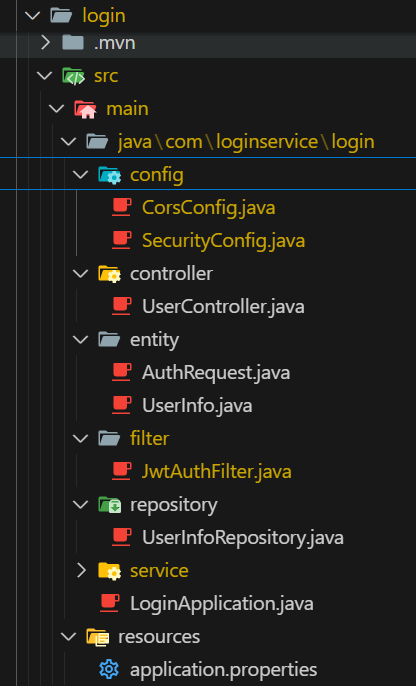 login
.mvn
src
main
java\com\loginservice\login
config
CorsConfig.java
SecurityConfig.java
controller
UserController.java
entity
AuthRequest.java
UserInfo.java
filter
JwtAuthFilter.java
repository
UserInfoRepository.java
service
LoginApplication.java
resources
application.properties